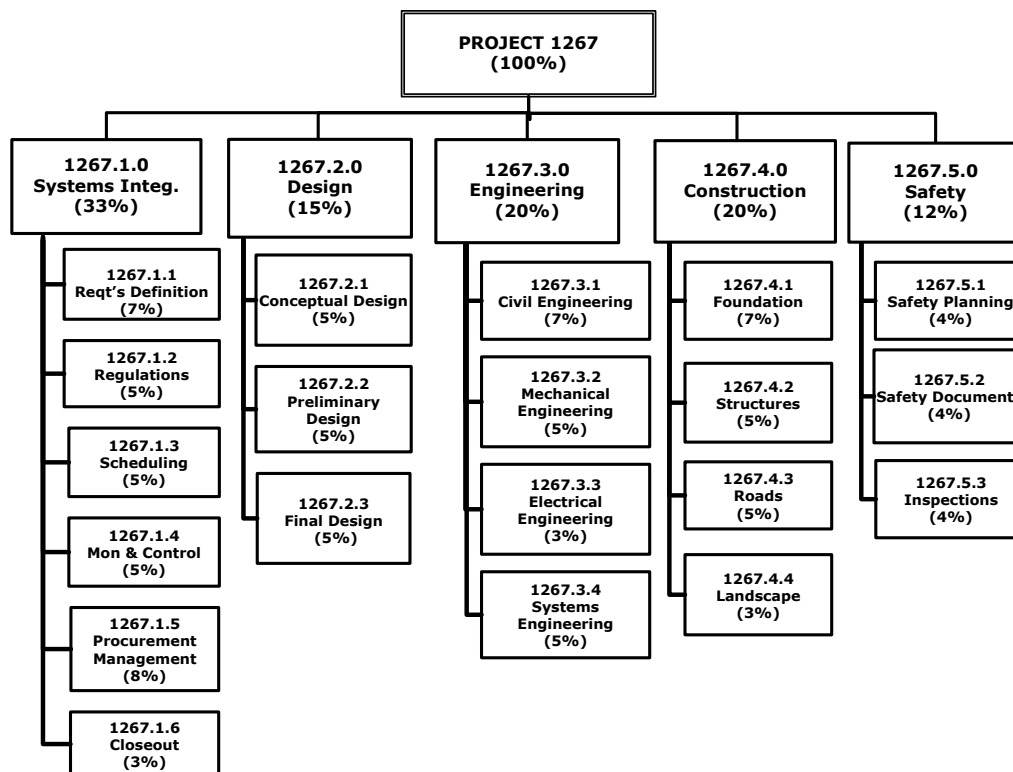 PROJECT 1267
(100%)
1267.1.0
Systems Integ.
(33%)
1267.2.0
Design
(15%)
1267.3.0
Engineering
(20%)
1267.4.0
Construction
(20%)
1267.5.0
Safety
(12%)
1267.1.1
Reqt’s Definition
(7%)
1267.1.2
Regulations
(5%)
1267.1.3
Scheduling
(5%)
1267.1.4
Mon & Control
(5%)
1267.1.5
Procurement
Management
(8%)
1267.1.6
Closeout
(3%)
1267.2.1
Conceptual Design
(5%)
1267.2.2
Preliminary
Design
(5%)
1267.2.3
Final Design
(5%)
1267.3.1
Civil Engineering
(7%)
1267.3.2
Mechanical
Engineering
(5%)
1267.3.3
Electrical
Engineering
(3%)
1267.3.4
Systems
Engineering
(5%)
1267.4.1
Foundation
(7%)
1267.4.2
Structures
(5%)
1267.4.3
Roads
(5%)
1267.4.4
Landscape
(3%)
1267.5.1
Safety Planning
(4%)
1267.5.2
Safety Document
(4%)
1267.5.3
Inspections
(4%)